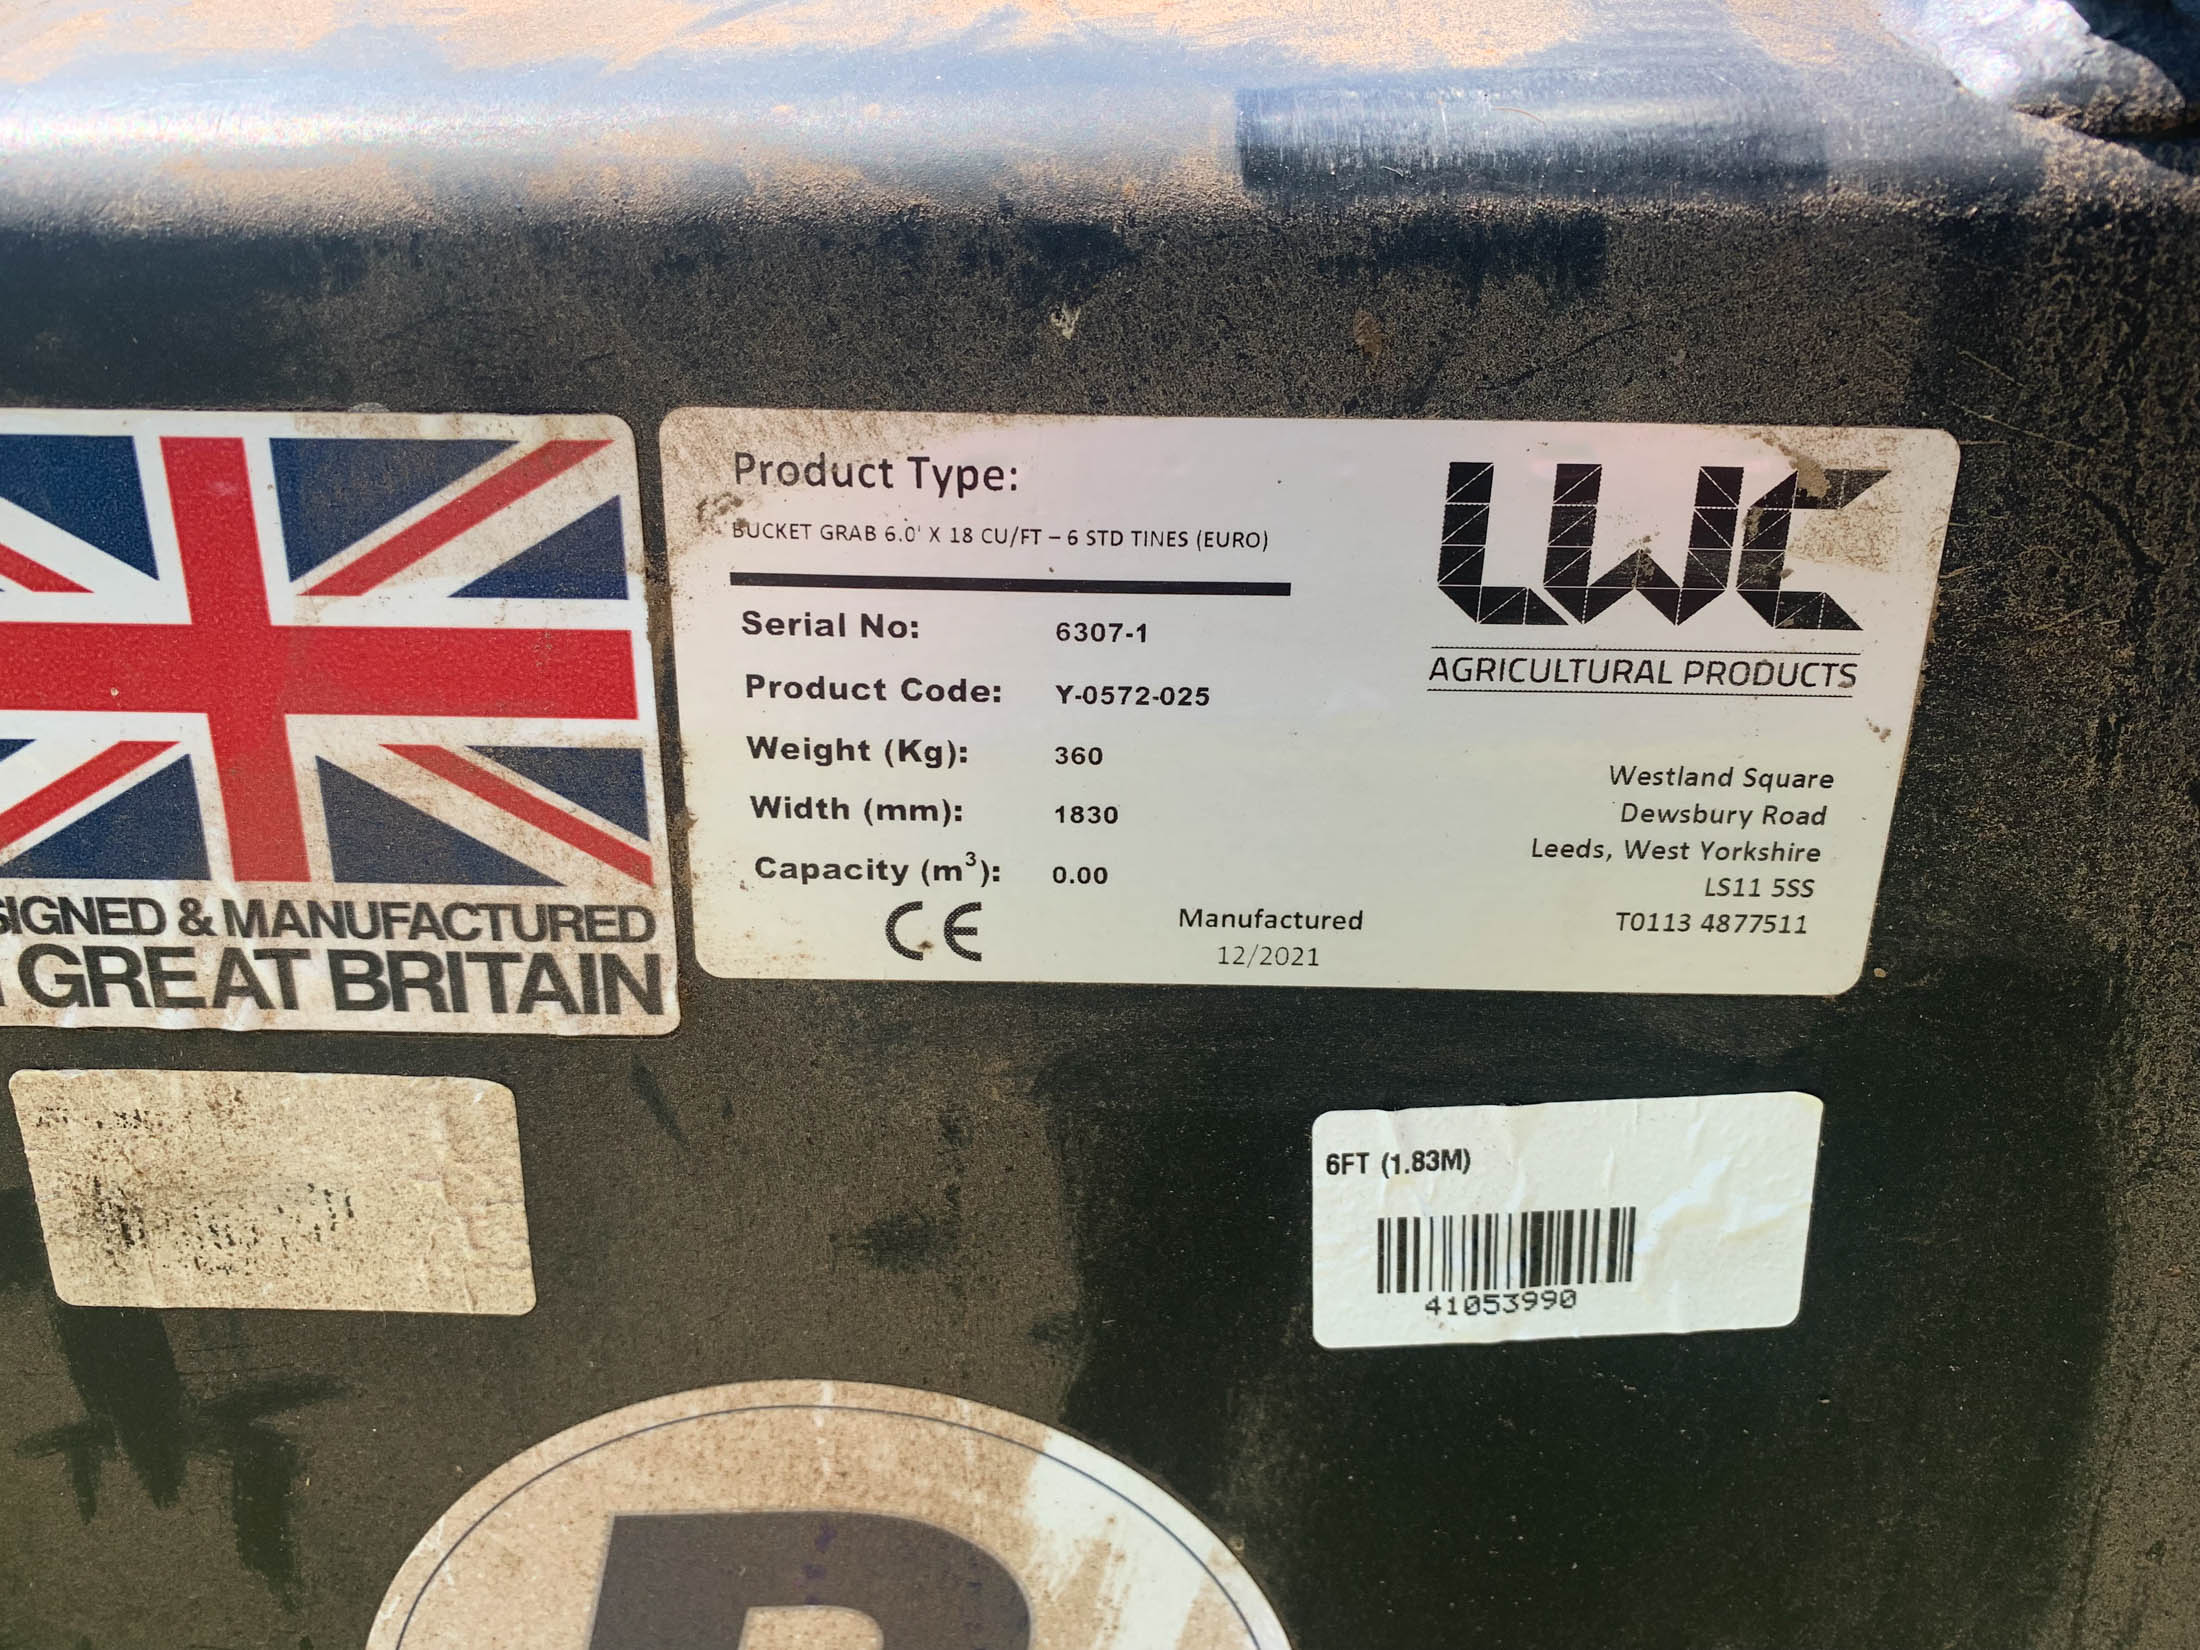 Product Type:
BUCKET GRAB 6.0' X 18 CU/FT – 6 STD TINES (EURO)
Serial No: 6307-1
Product Code: Y-0572-025
Weight (Kg): 360
Width (mm): 1830
Capacity (m³): 0.00
CE
Manufactured
12/2021
LWC
AGRICULTURAL PRODUCTS
Westland Square
Dewsbury Road
Leeds, West Yorkshire
LS11 5SS
T0113 4877511
SIGNED & MANUFACTURED
GREAT BRITAIN
6FT (1.83M)
41053990